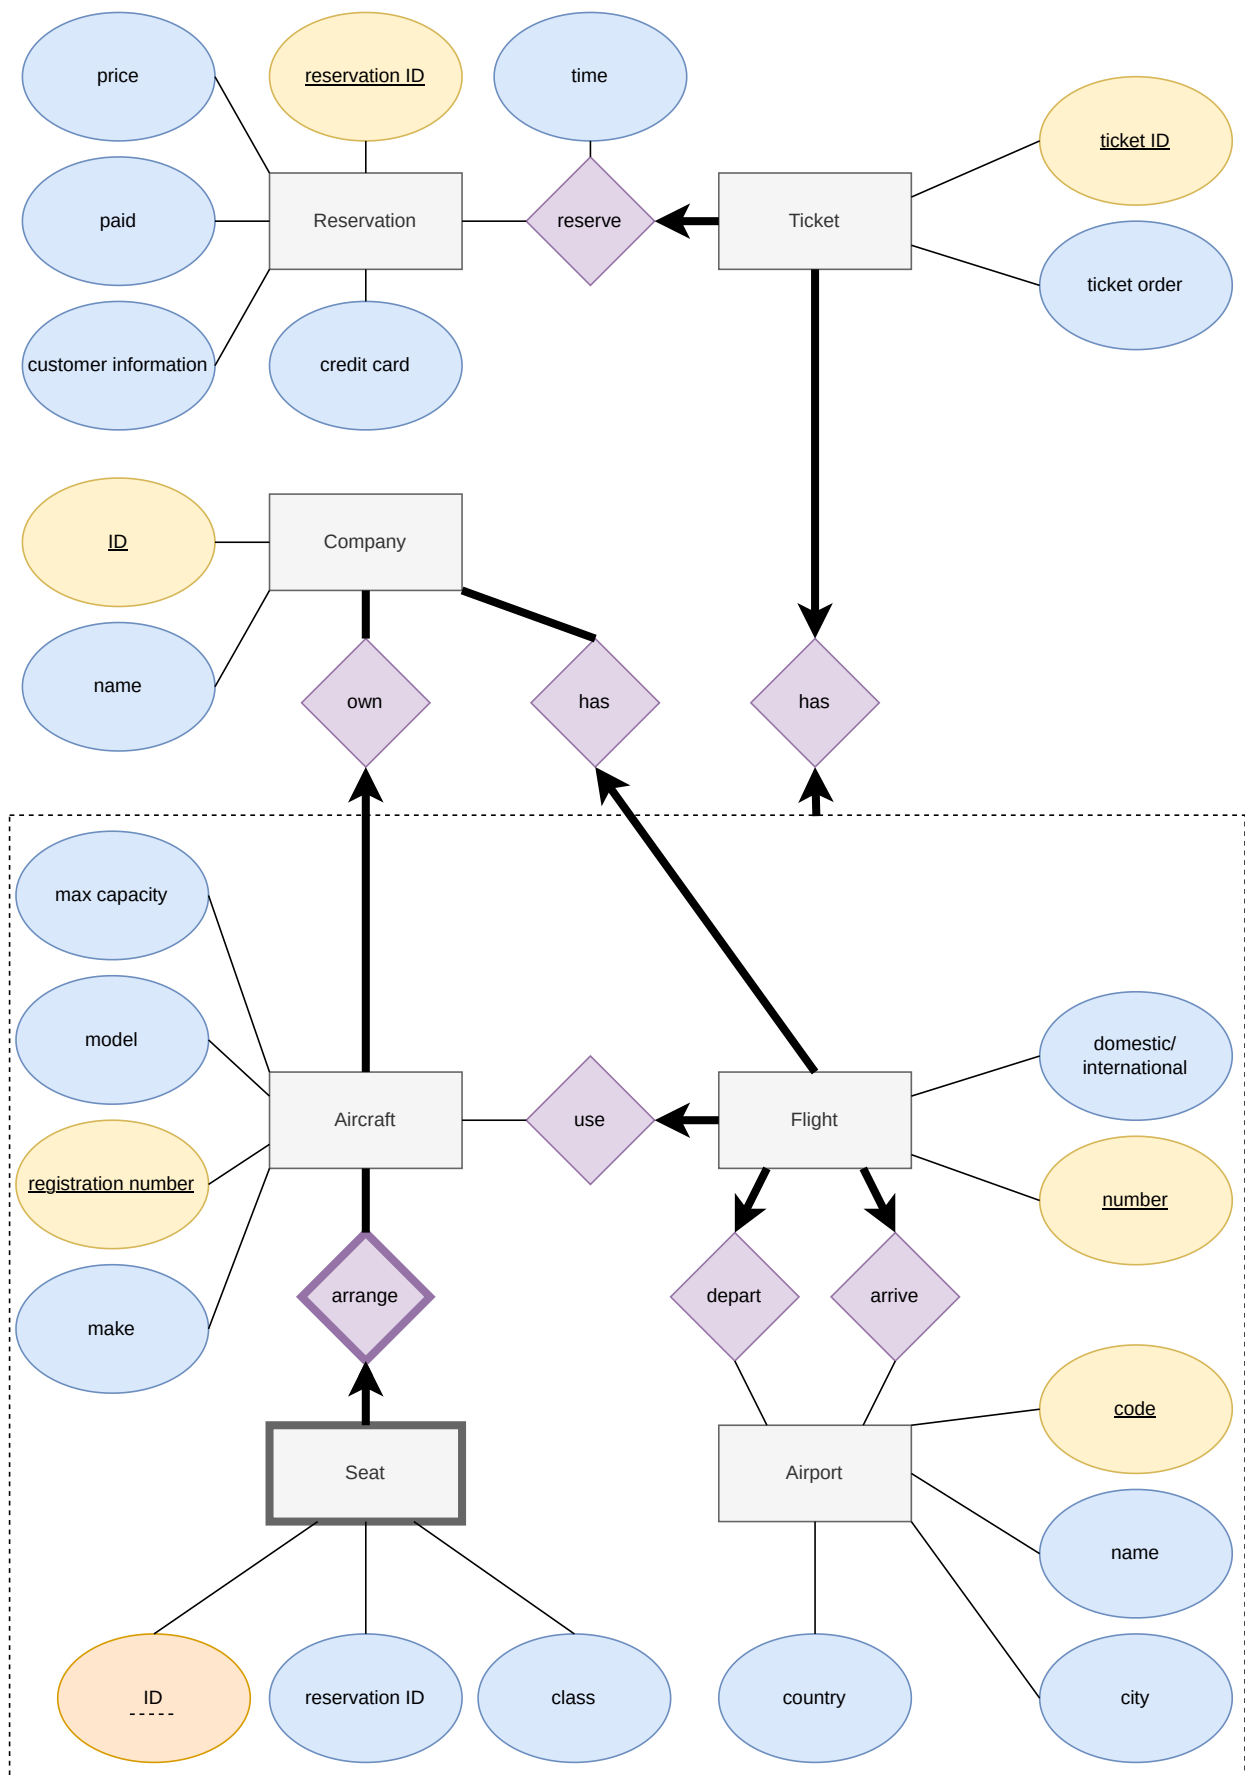 price
reservation ID
time
ticket ID
paid
Reservation
reserve
Ticket
ticket order
customer information
credit card
ID
Company
name
own
has
has
max capacity
model
domestic/
international
Aircraft
use
Flight
registration number
number
arrange
depart
arrive
make
code
Seat
Airport
name
ID
reservation ID
class
country
city